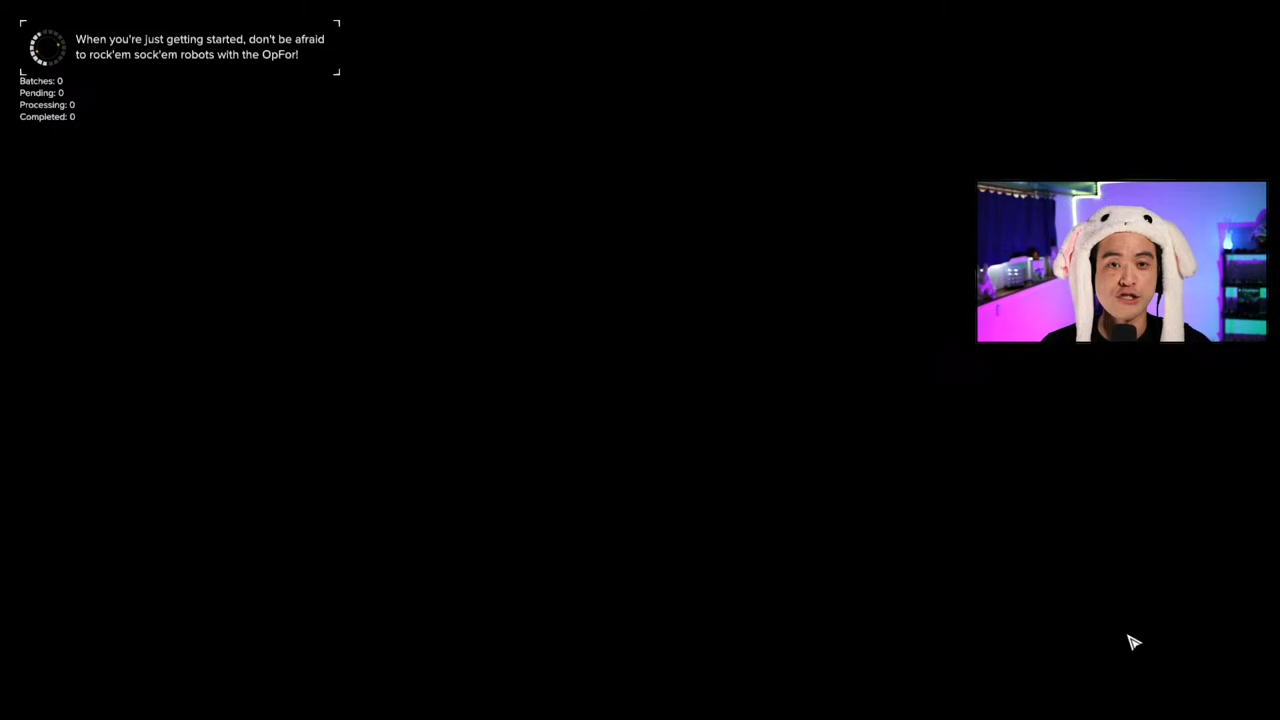 When you're just getting started, don't be afraid
to rock'em sock'em robots with the OpFor!
Batches: 0
Pending: 0
Processing: 0
Completed: 0